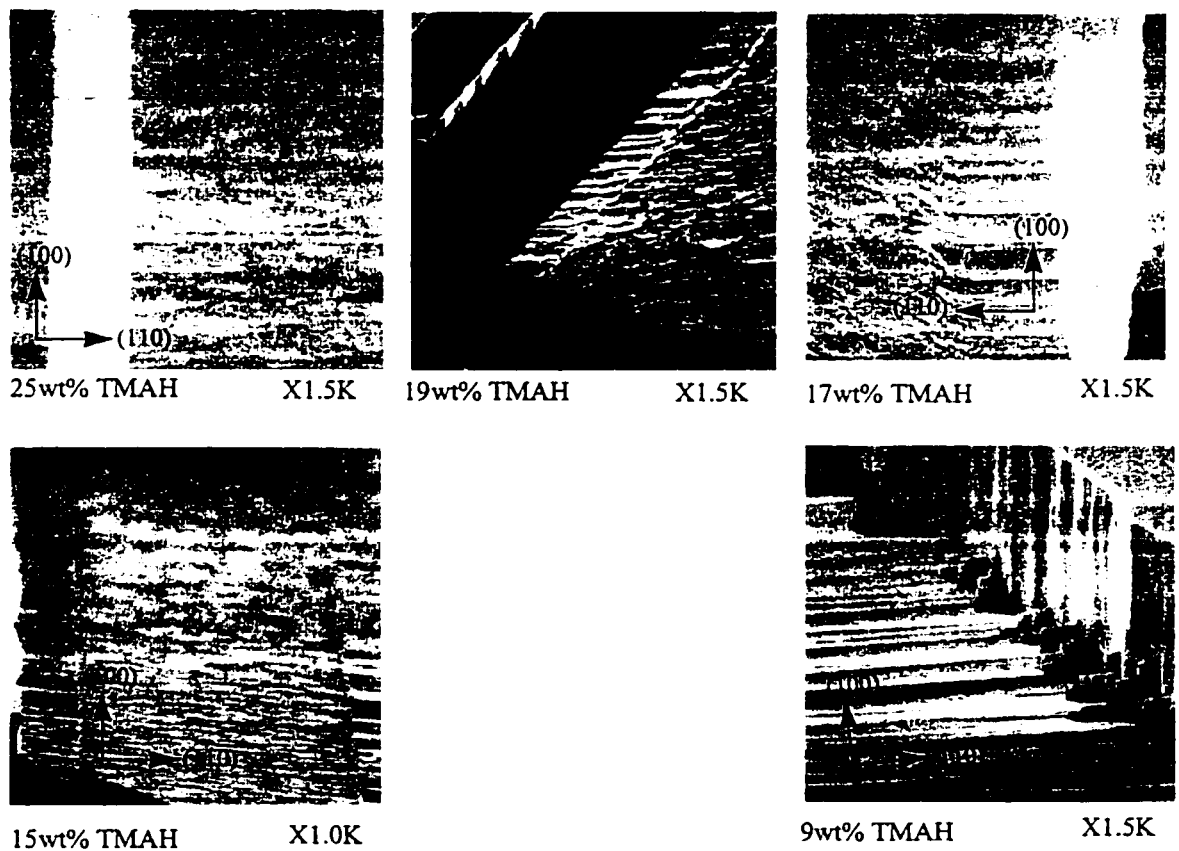 (100)
(110)
25wt% TMAH X1.5K
19wt% TMAH X1.5K
(100)
(110)
17wt% TMAH X1.5K
15wt% TMAH X1.0K
(100)
9wt% TMAH X1.5K